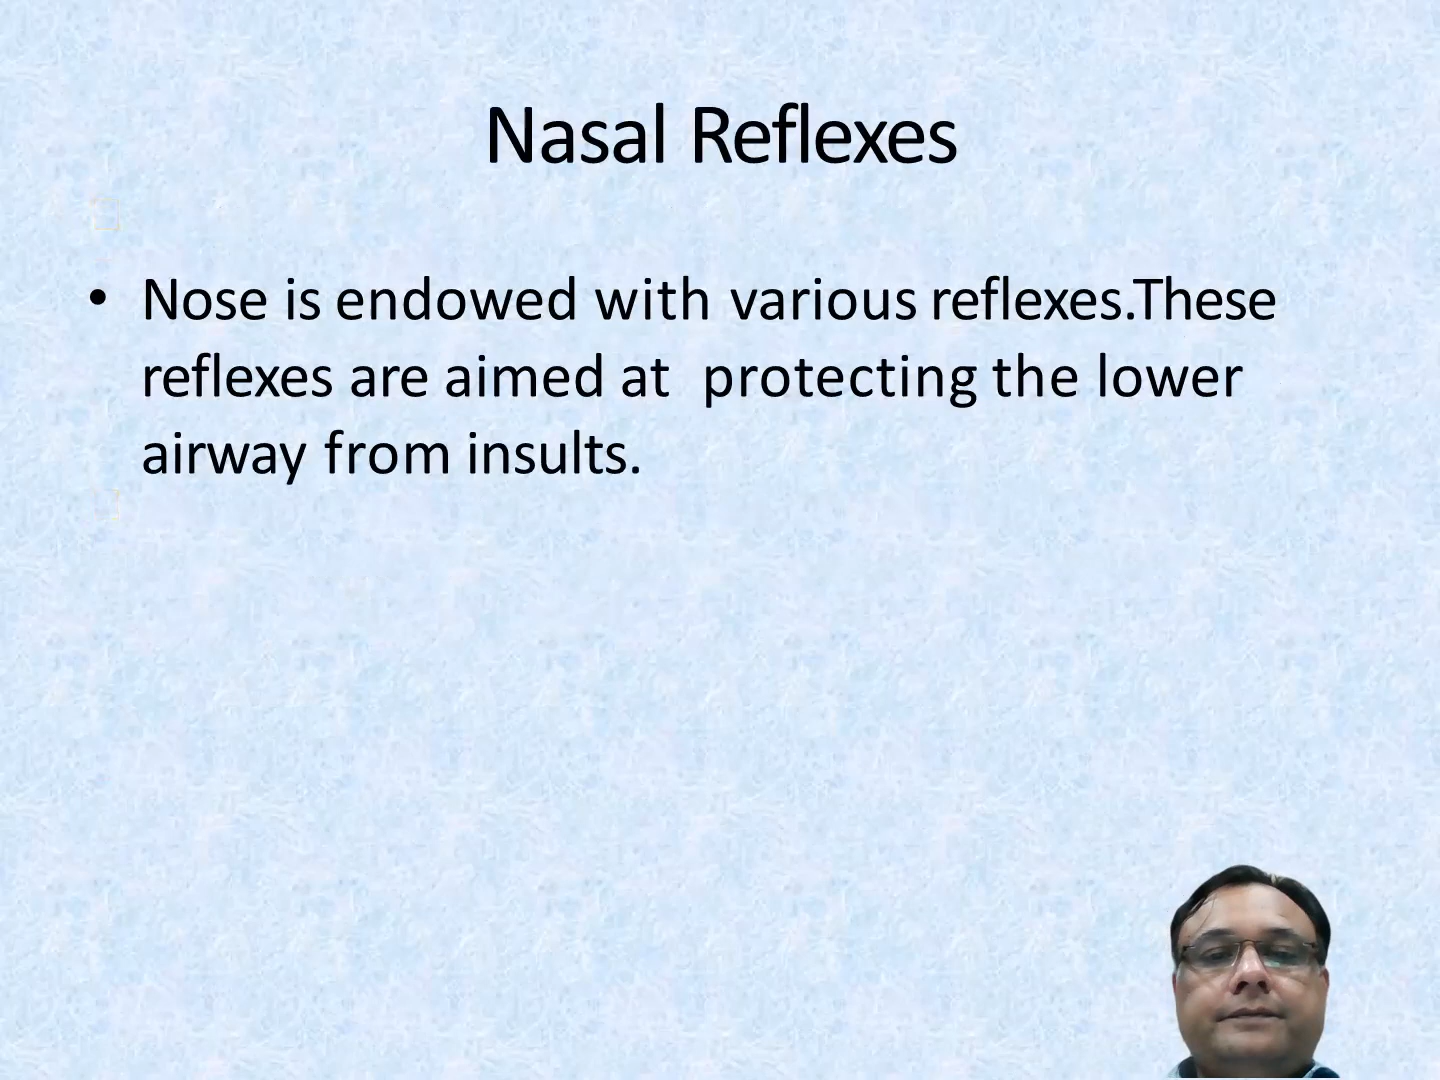 Nasal Reflexes
• Nose is endowed with various reflexes.These
reflexes are aimed at  protecting the lower
airway from insults.